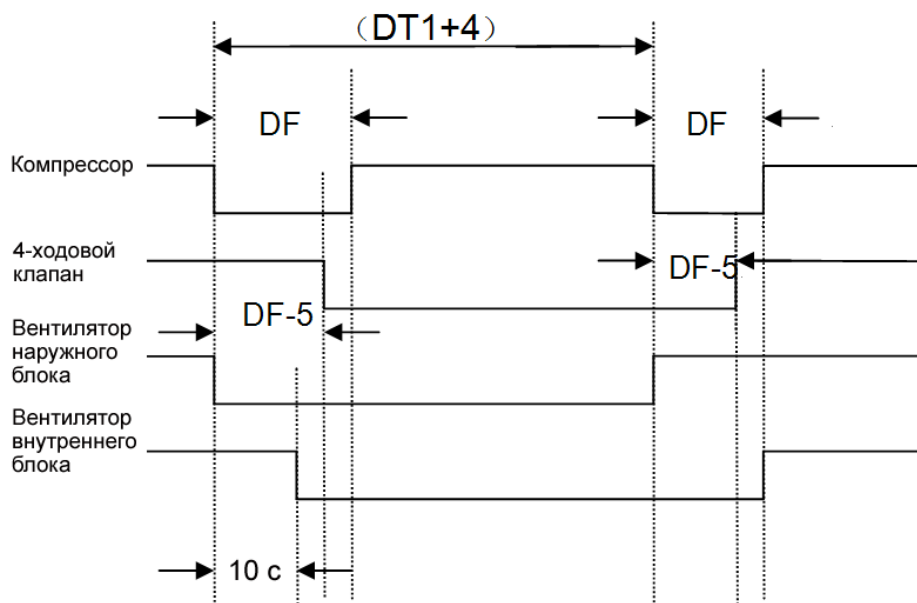 （DT1+4）
DF
DF
Компрессор
4-ходовой
клапан
DF-5
DF-5
Вентилятор
наружного
блока
Вентилятор
внутреннего
блока
10 с